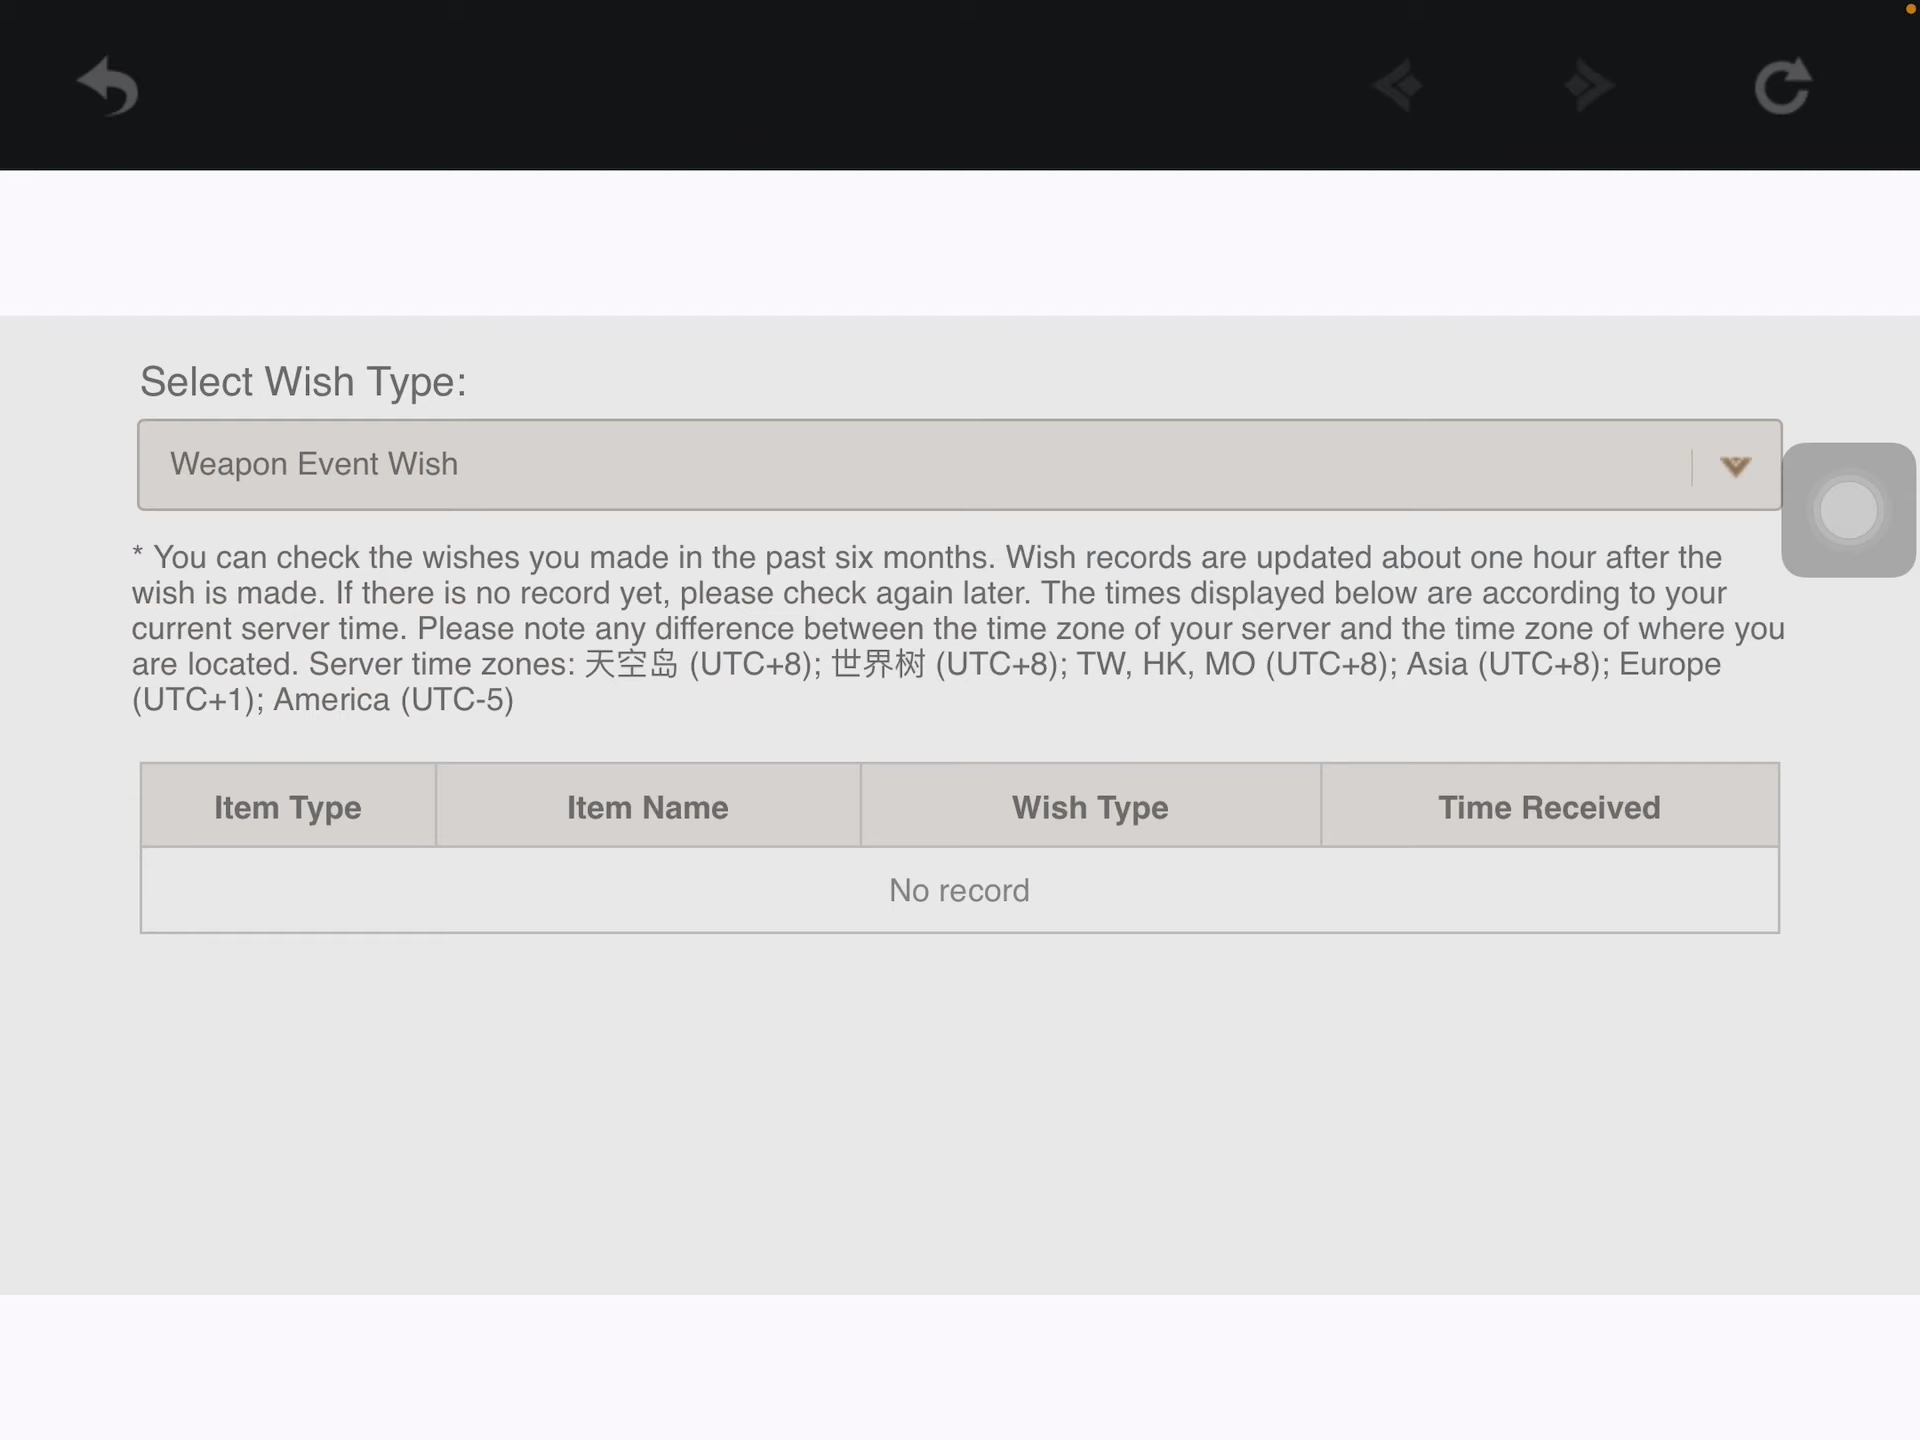 Select Wish Type:
Weapon Event Wish
* You can check the wishes you made in the past six months. Wish records are updated about one hour after the
wish is made. If there is no record yet, please check again later. The times displayed below are according to your
current server time. Please note any difference between the time zone of your server and the time zone of where you
are located. Server time zones: 天空岛 (UTC+8); 世界树 (UTC+8); TW, HK, MO (UTC+8); Asia (UTC+8); Europe
(UTC+1); America (UTC-5)
Item Type Item Name Wish Type Time Received
No record